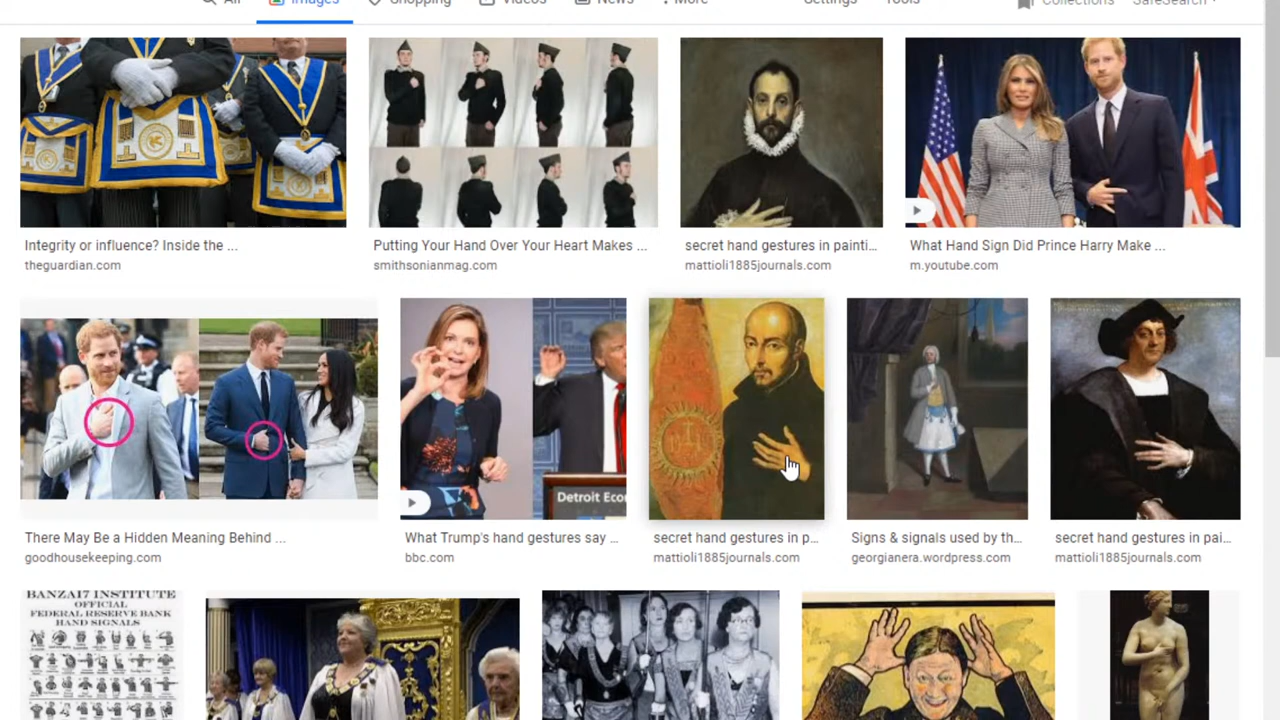 All Images Shopping Videos News More Settings Tools Collections SafeSearch
Integrity or influence? Inside the ...
theguardian.com
Putting Your Hand Over Your Heart Makes ...
smithsonianmag.com
secret hand gestures in painti...
mattioli1885journals.com
What Hand Sign Did Prince Harry Make ...
m.youtube.com
Detroit Eco
There May Be a Hidden Meaning Behind ...
goodhousekeeping.com
What Trump's hand gestures say ...
bbc.com
secret hand gestures in p...
mattioli1885journals.com
Signs & signals used by th...
georgianera.wordpress.com
secret hand gestures in pai...
mattioli1885journals.com
BANZAI7 INSTITUTE
OFFICIAL
FEDERAL RESERVE BANK
HAND SIGNALS